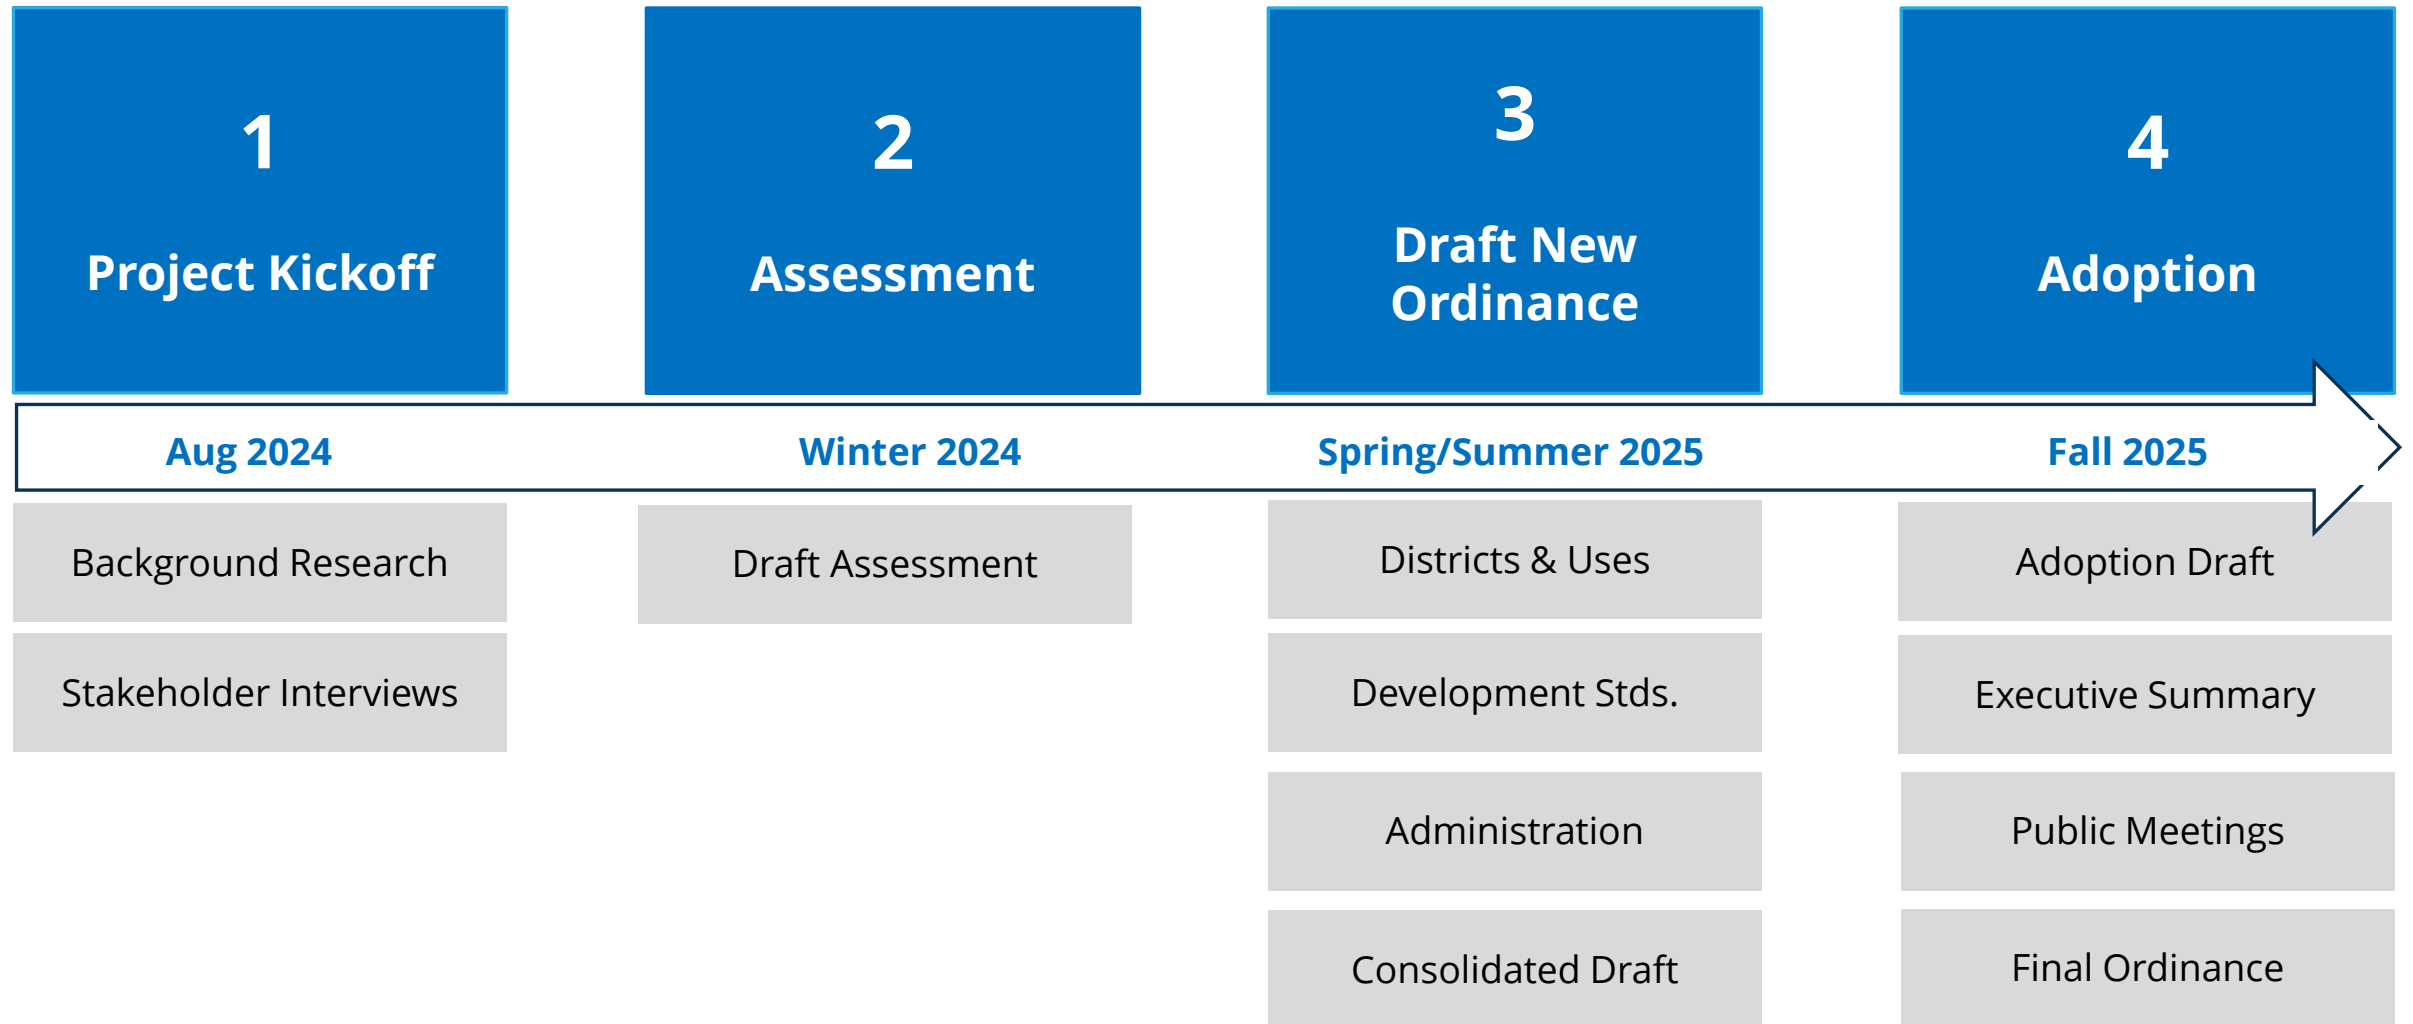 1
Project Kickoff
2
Assessment
3
Draft New
Ordinance
4
Adoption
Aug 2024
Winter 2024
Spring/Summer 2025
Fall 2025
Background Research
Stakeholder Interviews
Draft Assessment
Districts & Uses
Development Stds.
Administration
Consolidated Draft
Adoption Draft
Executive Summary
Public Meetings
Final Ordinance